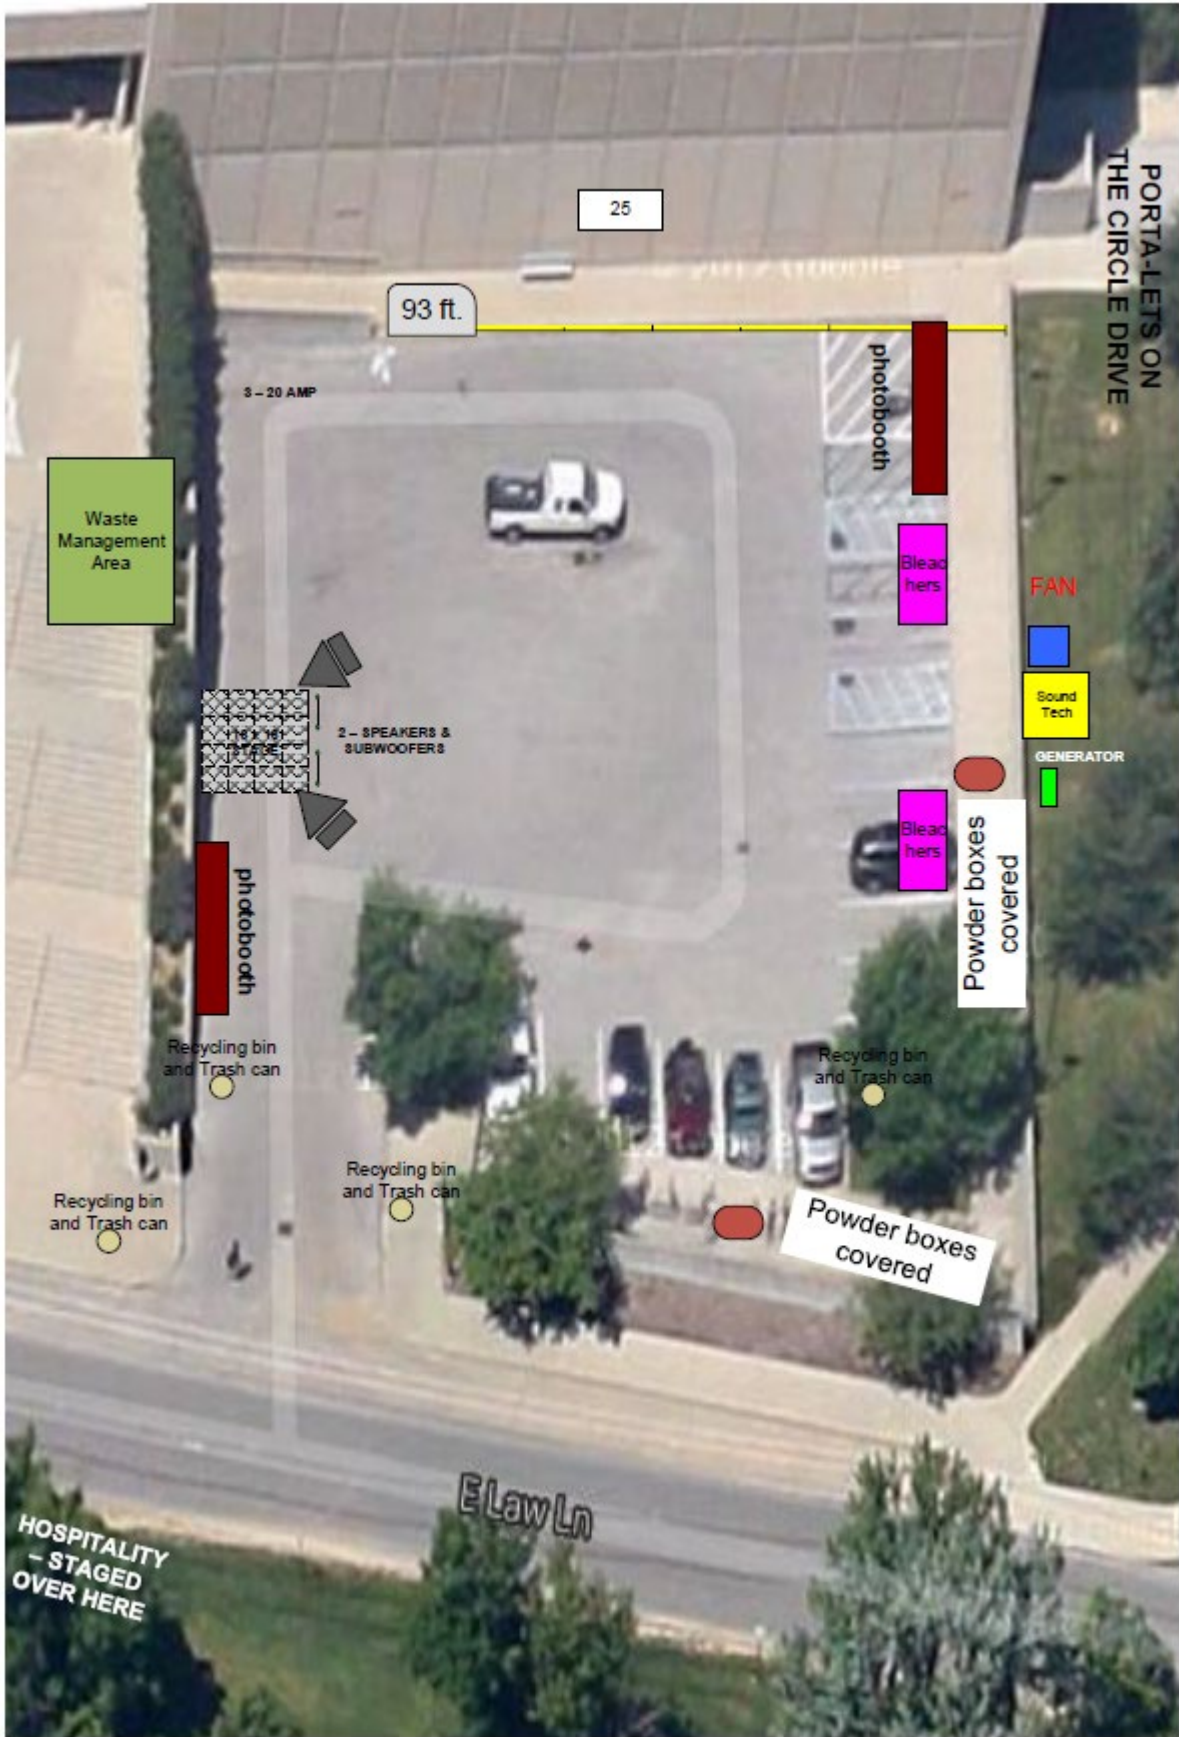 PORTA-LETS ON
THE CIRCLE DRIVE
25
93 ft.
3 – 20 AMP
photobooth
Waste
Management
Area
Bleac
hers
FAN
Sound
Tech
2 – SPEAKERS &
SUBWOOFERS
STAGE
GENERATOR
Bleac
hers
Powder boxes
covered
photobooth
Recycling bin
and Trash can
Recycling bin
and Trash can
Recycling bin
and Trash can
Recycling bin
and Trash can
Powder boxes
covered
E Law Ln
HOSPITALITY
– STAGED
OVER HERE